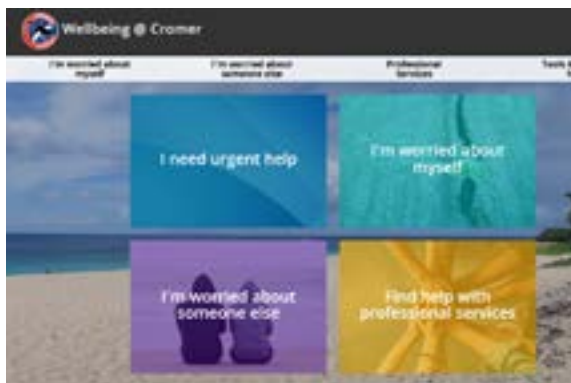 Wellbeing @ Cromer
I'm worried about
myself
I'm worried about
someone else
Professional
Services
Tools
I need urgent help
I'm worried about
myself
I'm worried about
someone else
Find help with
professional services